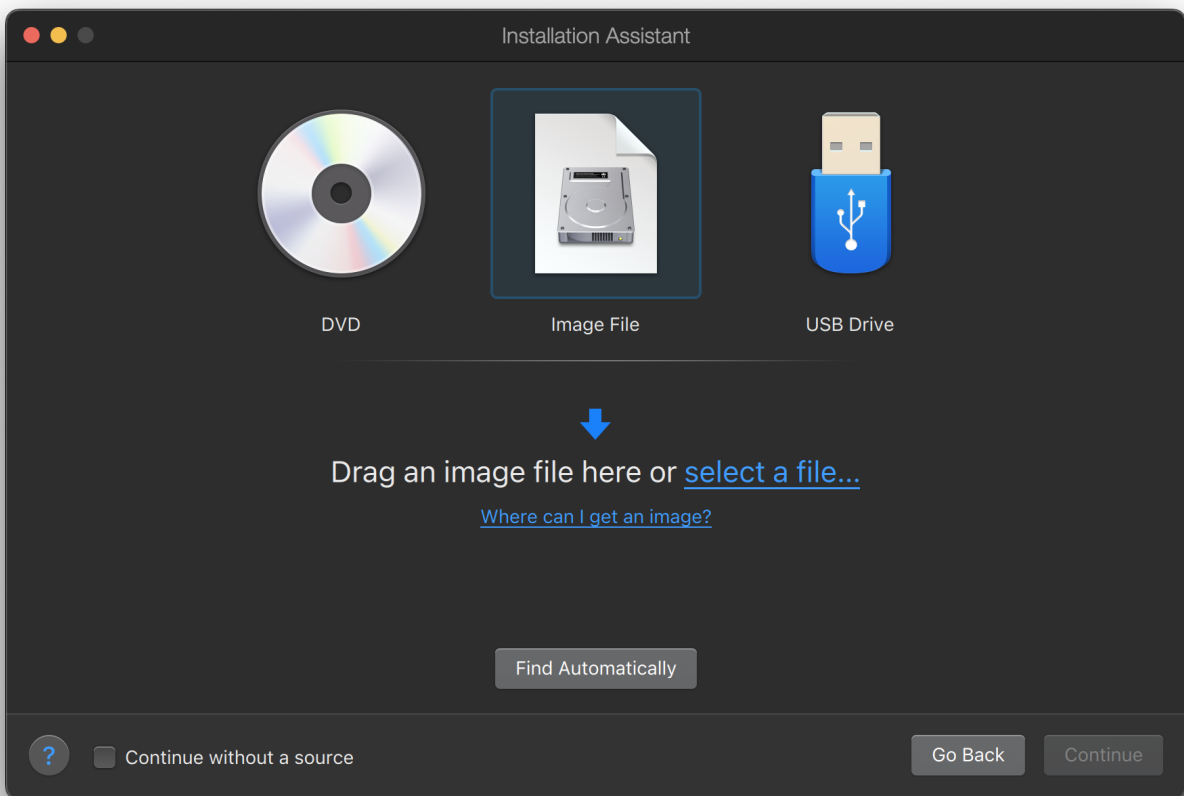 Installation Assistant
DVD
Image File
USB Drive
Drag an image file here or select a file...
Where can I get an image?
Find Automatically
? Continue without a source Go Back Continue